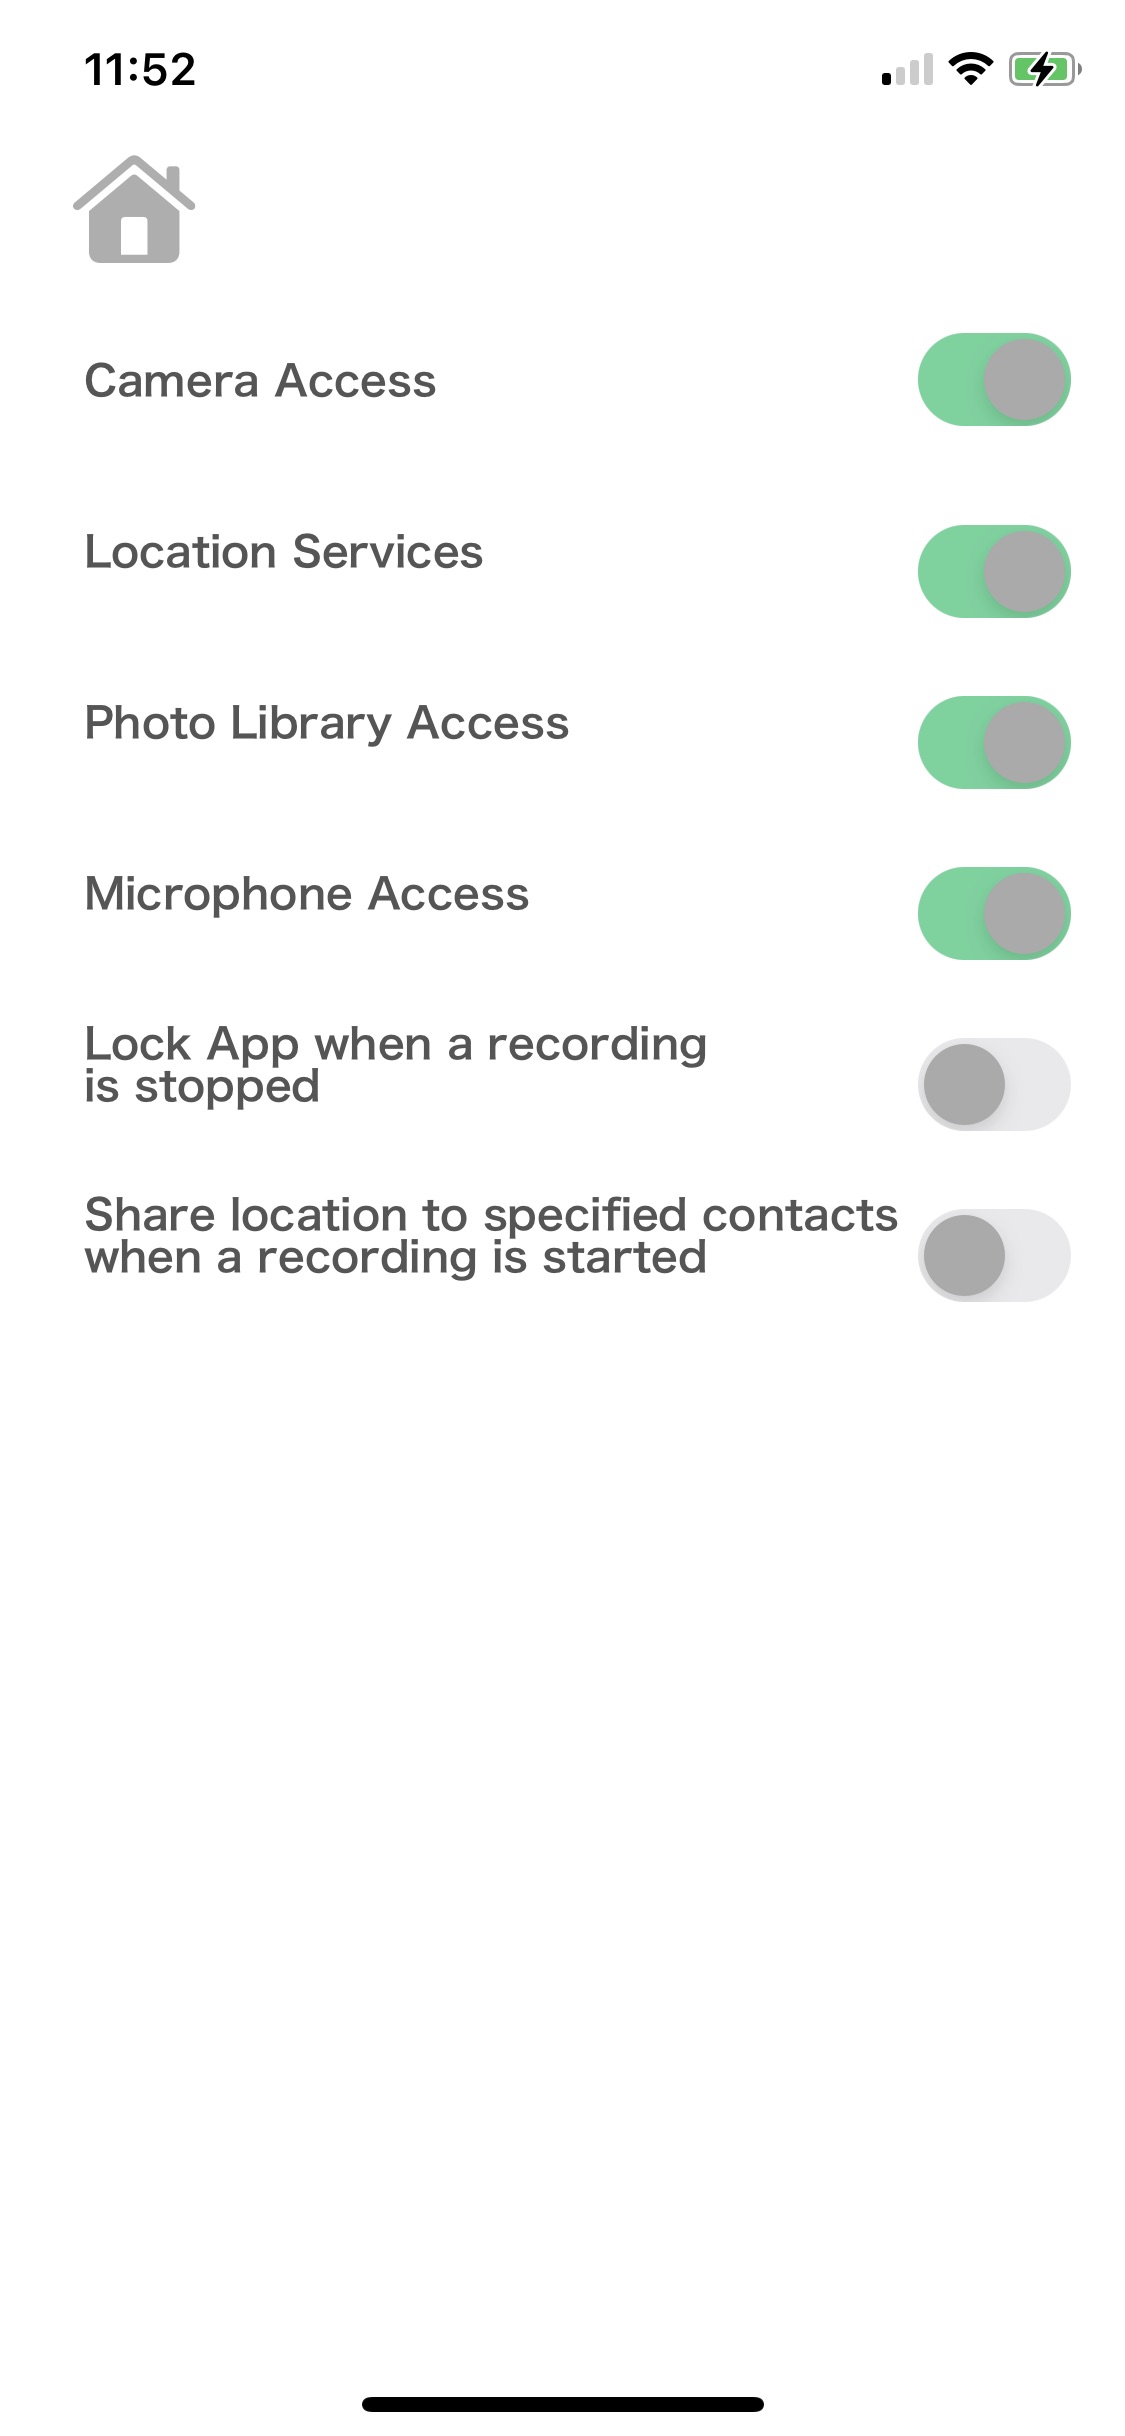 11:52
Camera Access
Location Services
Photo Library Access
Microphone Access
Lock App when a recording
is stopped
Share location to specified contacts
when a recording is started